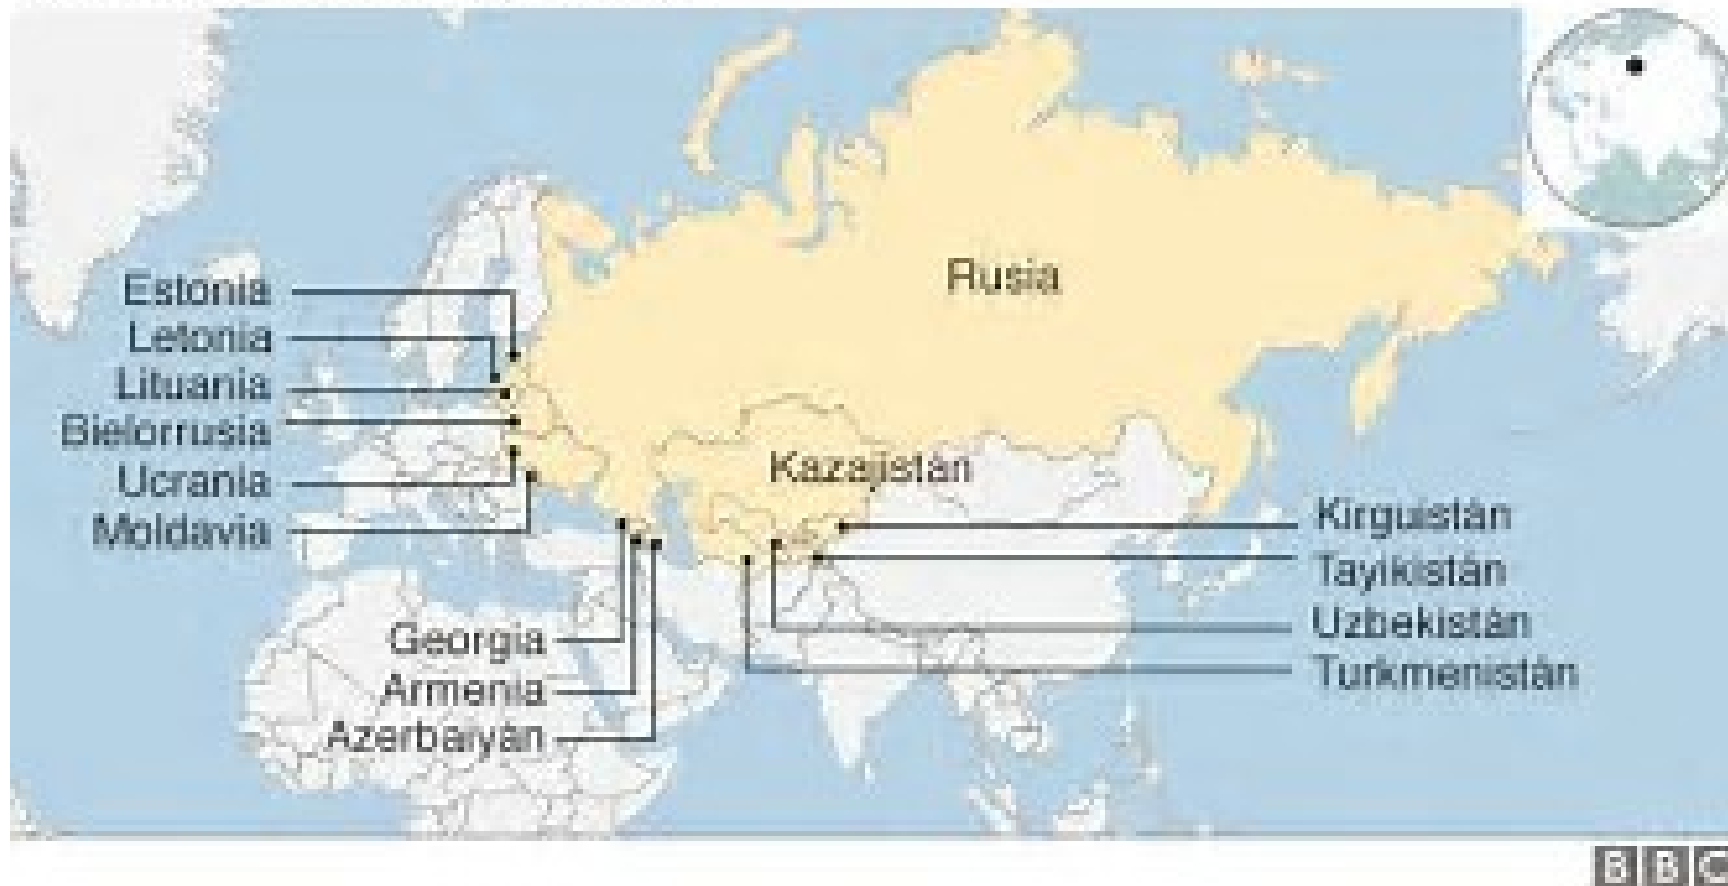 Rusia
Estonia
Letonia
Lituania
Bielorrusia
Ucrania
Moldavia
Kazajistán
Kirguistán
Tayikistán
Uzbekistán
Turkmenistán
Georgia
Armenia
Azerbaiyán
BBC